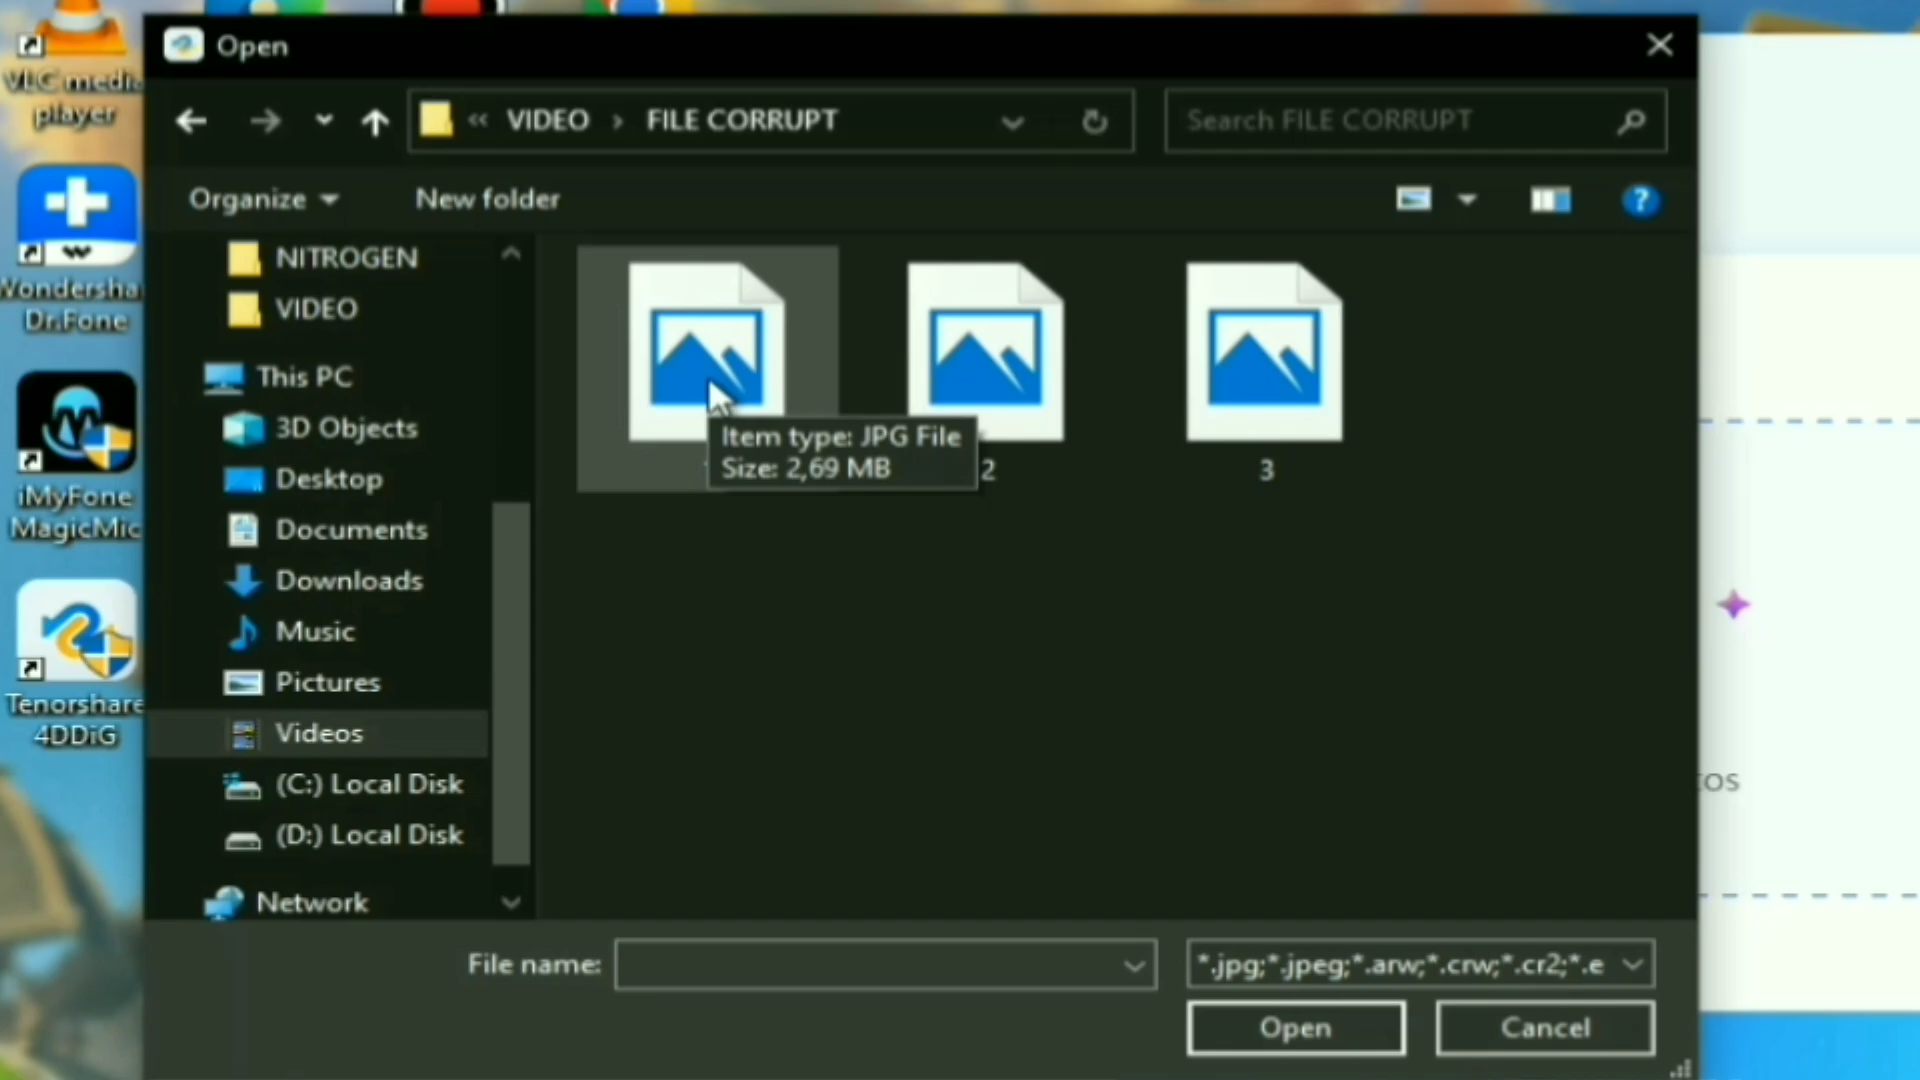 VLC media
player
Wondersha
Dr.Fone
iMyFone
MagicMic
Tenorshare
4DDiG
Open
« VIDEO › FILE CORRUPT
Search FILE CORRUPT
Organize
New folder
NITROGEN
VIDEO
This PC
3D Objects
Desktop
Documents
Downloads
Music
Pictures
Videos
(C:) Local Disk
(D:) Local Disk
Network
Item type: JPG File
Size: 2,69 MB
2
3
File name:
*.jpg;*.jpeg;*.arw;*.crw;*.cr2;*.e
Open
Cancel